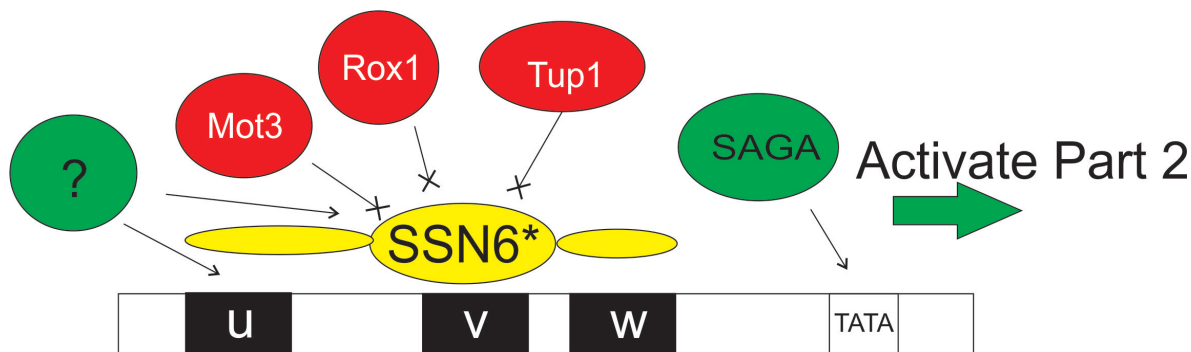 Rox1
Tup1
Mot3
?
SAGA
Activate Part 2
SSN6*
u
v
w
TATA